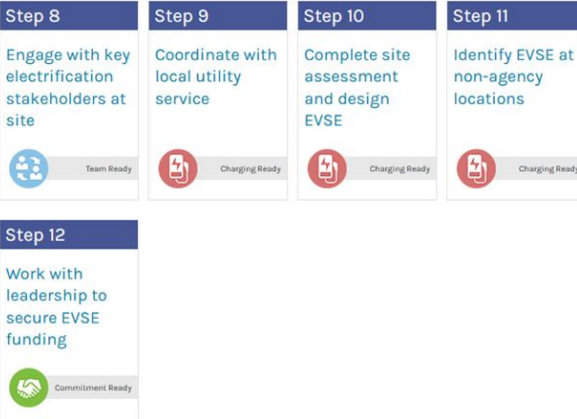 Step 8
Engage with key
electrification
stakeholders at
site
Team Ready
Step 9
Coordinate with
local utility
service
Charging Ready
Step 10
Complete site
assessment
and design
EVSE
Charging Ready
Step 11
Identify EVSE at
non-agency
locations
Charging Ready
Step 12
Work with
leadership to
secure EVSE
funding
Commitment Ready